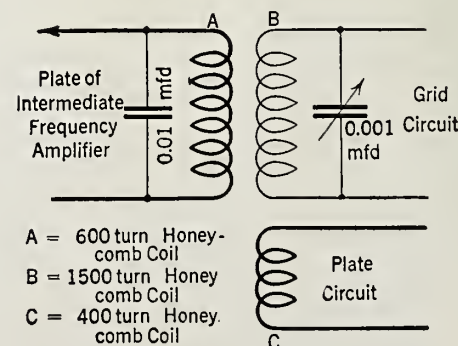 A
B
Plate of
Intermediate
Frequency
Amplifier
0.01 mfd
0.001
mfd
Grid
Circuit
A = 600 turn Honey-
comb Coil
B = 1500 turn Honey
comb Coil
C = 400 turn Honey.
comb Coil
Plate
Circuit
C